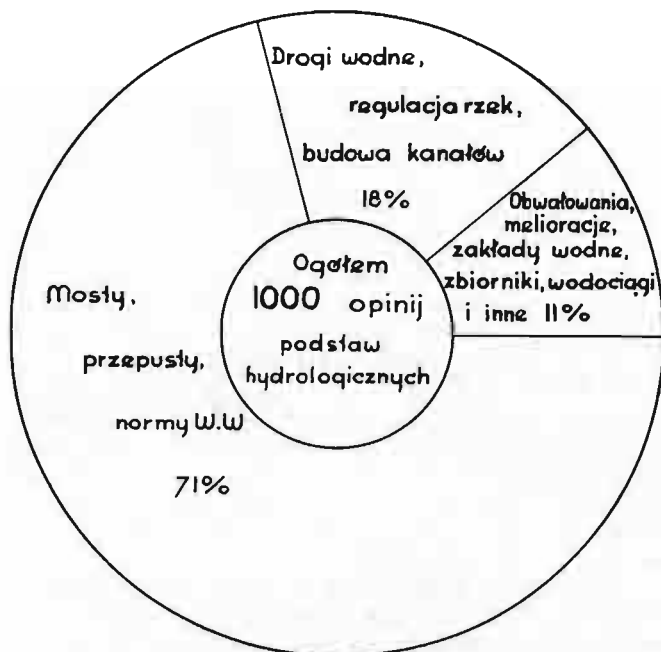 Drogi wodne,
regulacja rzek,
budowa kanałów
18%
Obwałowania,
melioracje,
zakłady wodne,
zbiorniki, wodociągi
i inne 11%
Ogółem
1000 opinij
podstaw
hydrologicznych
Mosty,
przepusty,
normy W.W
71%